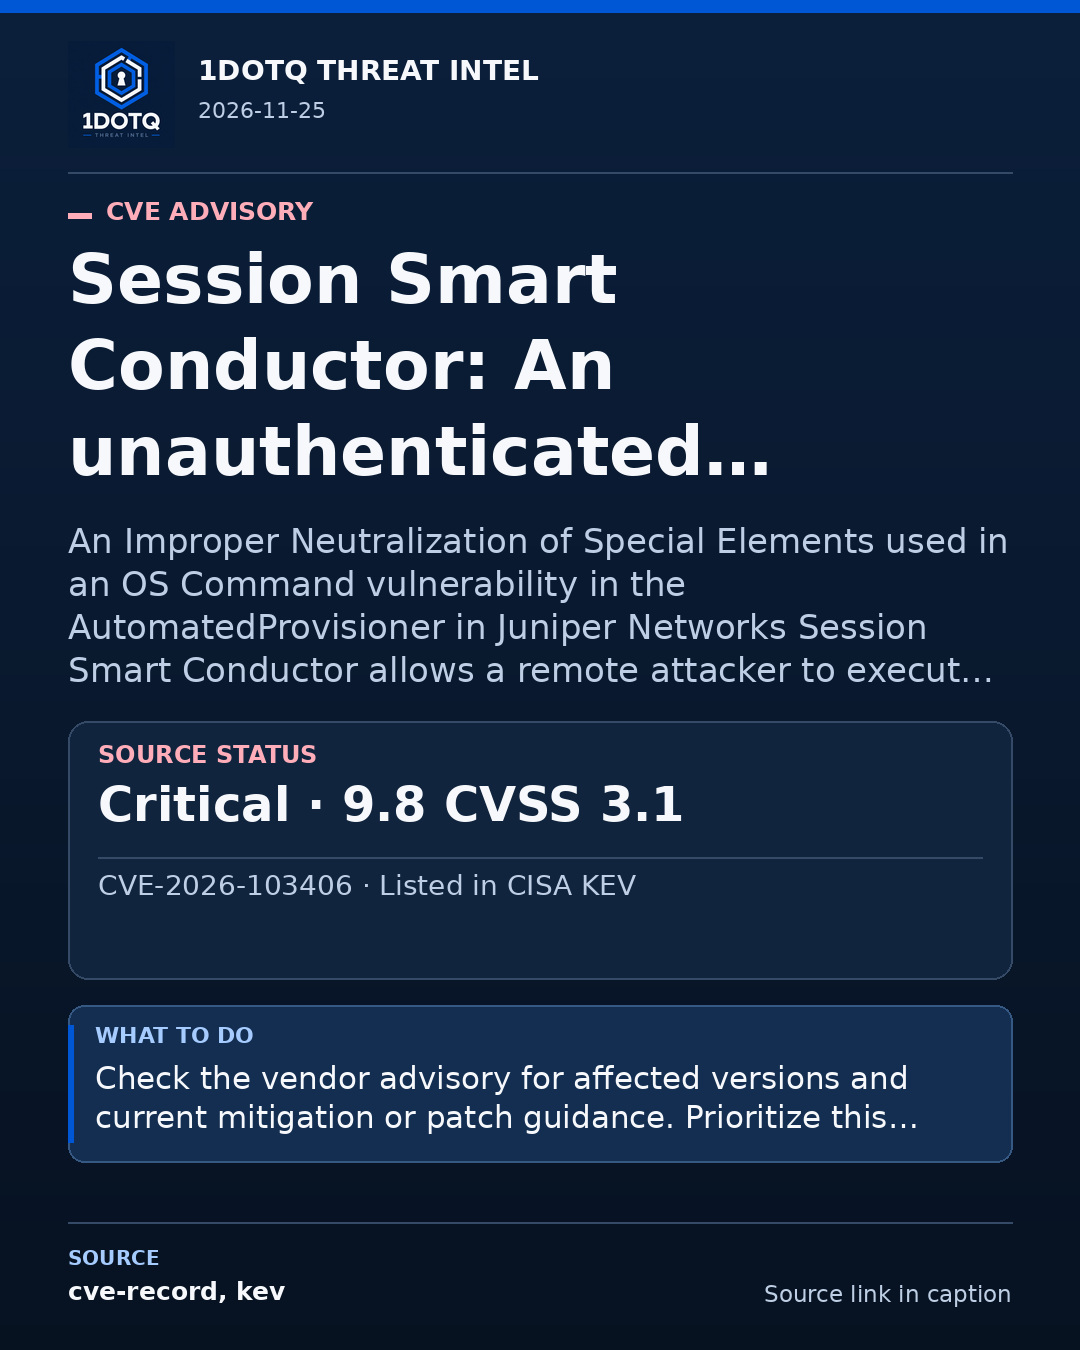 1DOTQ
THREAT INTEL
1DOTQ THREAT INTEL
2026-11-25
CVE ADVISORY
Session Smart
Conductor: An
unauthenticated…
An Improper Neutralization of Special Elements used in
an OS Command vulnerability in the
AutomatedProvisioner in Juniper Networks Session
Smart Conductor allows a remote attacker to execut…
SOURCE STATUS
Critical · 9.8 CVSS 3.1
CVE-2026-103406 · Listed in CISA KEV
WHAT TO DO
Check the vendor advisory for affected versions and
current mitigation or patch guidance. Prioritize this…
SOURCE
cve-record, kev
Source link in caption